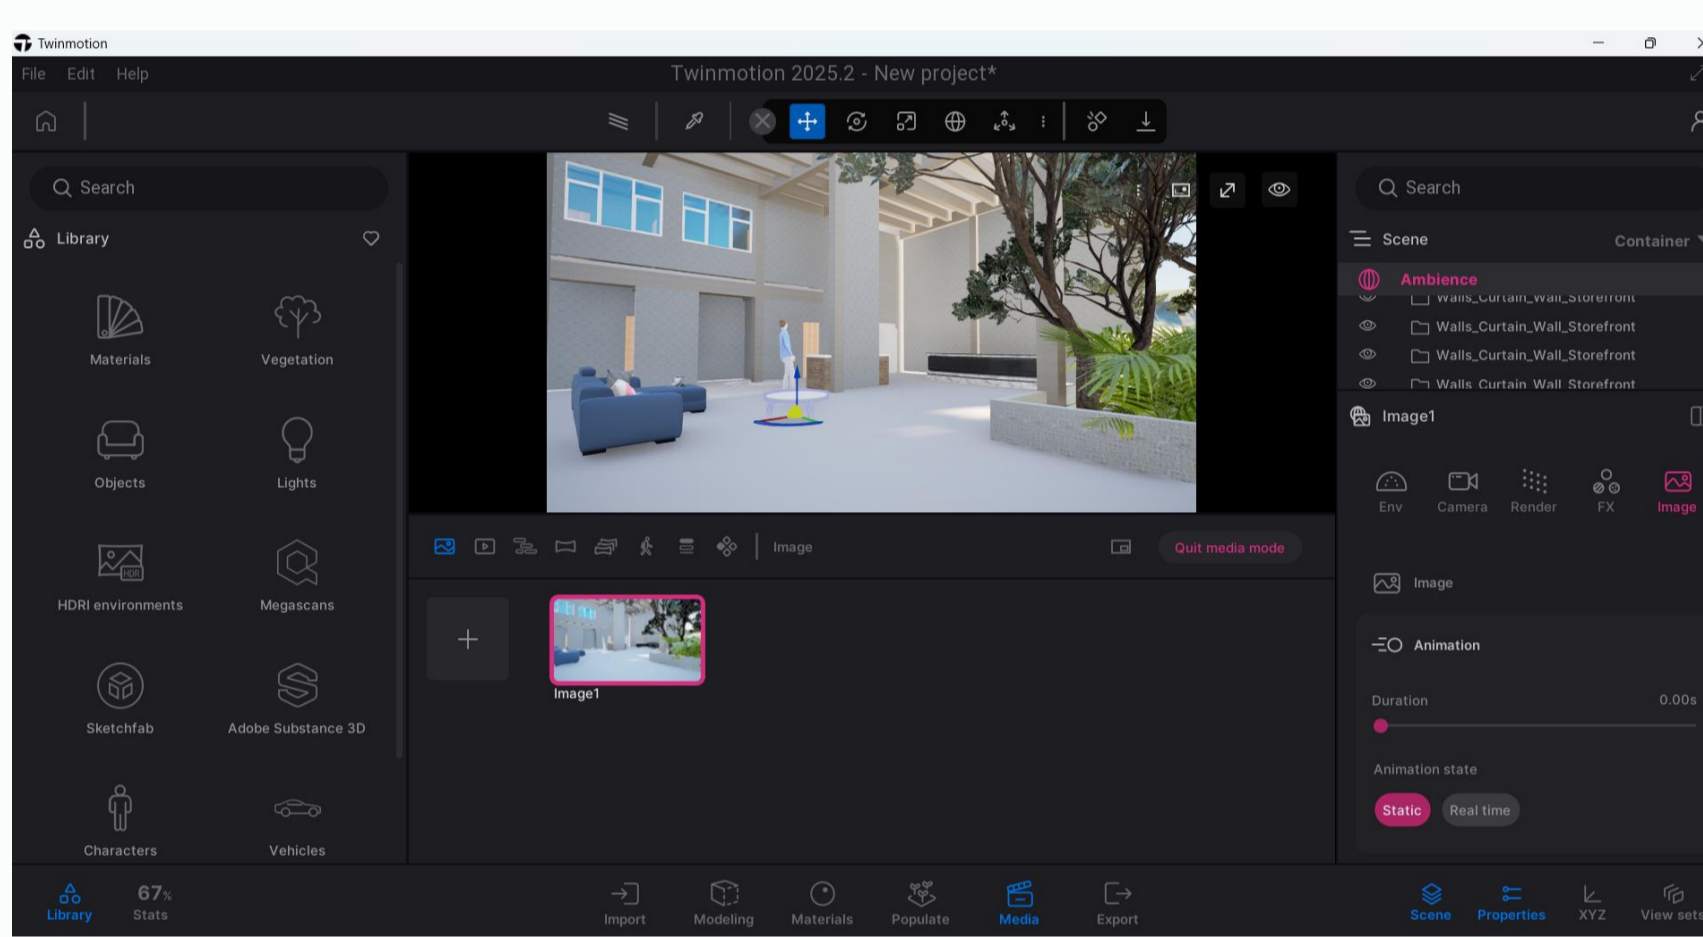 Twinmotion
File Edit Help
Twinmotion 2025.2 - New project*
Search
Library
Materials
Vegetation
Objects
Lights
HDR
HDRI environments
Megascans
Sketchfab
Adobe Substance 3D
Characters
Vehicles
Image
Quit media mode
Image1
Search
Scene
Container
Ambience
Walls_Curtain_Wall_Storefront
Walls_Curtain_Wall_Storefront
Walls_Curtain_Wall_Storefront
Walls_Curtain_Wall_Storefront
Image1
Env
Camera
Render
FX
Image
Image
Animation
Duration
0.00s
Animation state
Static
Real time
Library
67%
Stats
Import
Modeling
Materials
Populate
Media
Export
Scene
Properties
XYZ
View sets